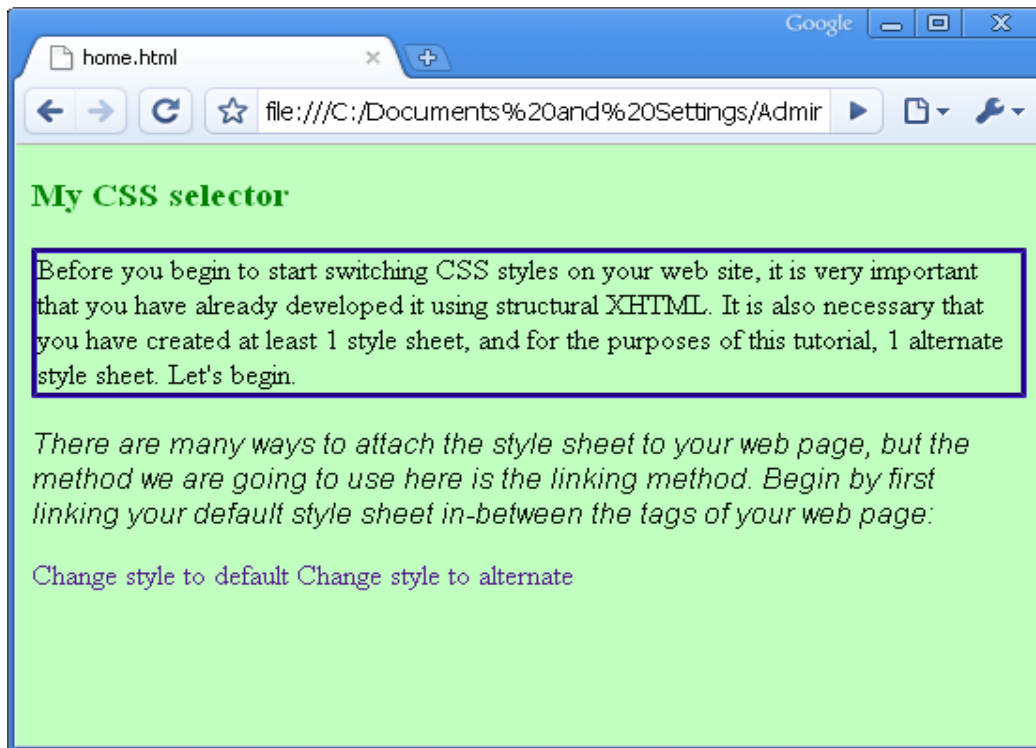 Google
home.html
file:///C:/Documents%20and%20Settings/Admir
My CSS selector
Before you begin to start switching CSS styles on your web site, it is very important
that you have already developed it using structural XHTML. It is also necessary that
you have created at least 1 style sheet, and for the purposes of this tutorial, 1 alternate
style sheet. Let's begin.
There are many ways to attach the style sheet to your web page, but the
method we are going to use here is the linking method. Begin by first
linking your default style sheet in-between the tags of your web page:
Change style to default Change style to alternate